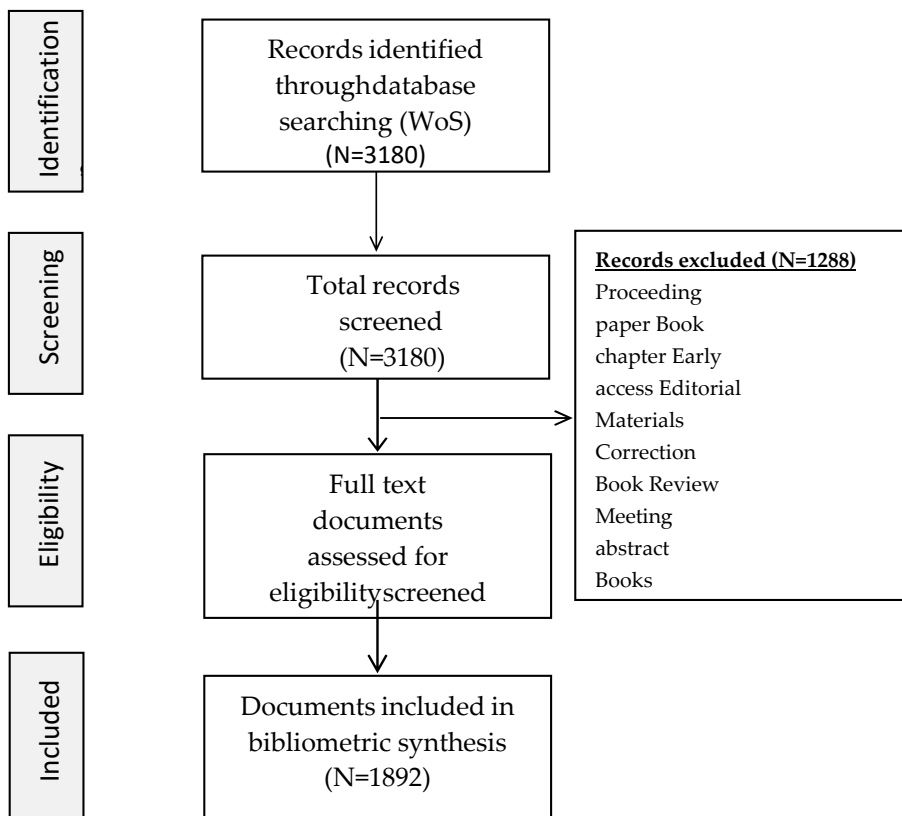 Identification
Records identified
throughdatabase
searching (WoS)
(N=3180)
Screening
Total records
screened
(N=3180)
Records excluded (N=1288)
Proceeding
paper Book
chapter Early
access Editorial
Materials
Correction
Book Review
Meeting
abstract
Books
Eligibility
Full text
documents
assessed for
eligibilityscreened
Included
Documents included in
bibliometric synthesis
(N=1892)